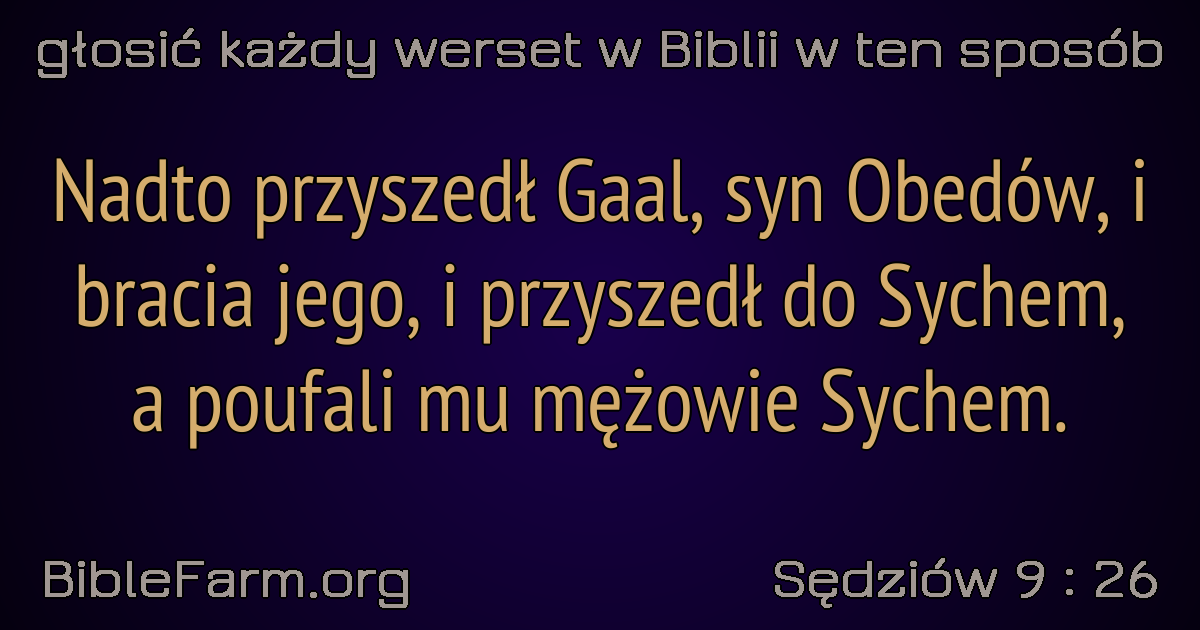 głosić każdy werset w Biblii w ten sposób
Nadto przyszedł Gaal, syn Obedów, i
bracia jego, i przyszedł do Sychem,
a poufali mu mężowie Sychem.
BibleFarm.org
Sędziów 9 : 26